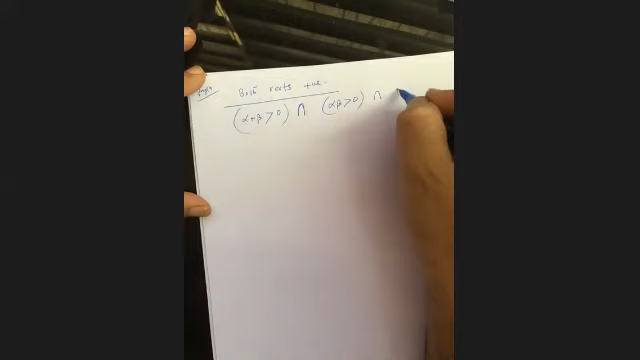 Both roots +ve.
(α+β > 0) ∩ (αβ > 0) ∩